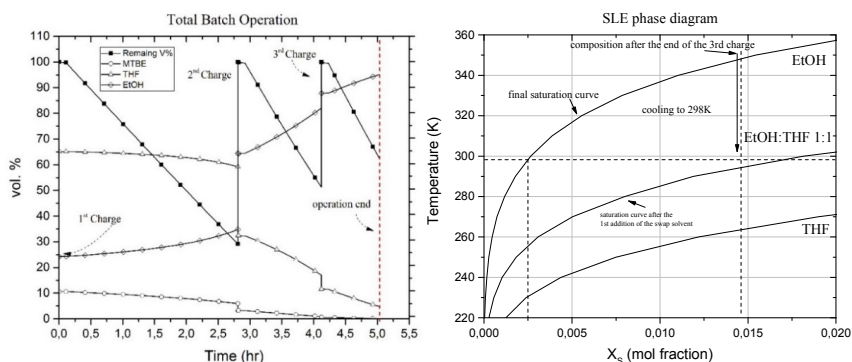 Total Batch Operation
110
100
90
80
70
60
50
40
30
20
10
0
vol. %
Remaing V%
MTBE
THF
EtOH
1st Charge
2nd Charge
3rd Charge
operation end
0,0 0,5 1,0 1,5 2,0 2,5 3,0 3,5 4,0 4,5 5,0 5,5
Time (hr)
SLE phase diagram
360
340
320
300
280
260
240
220
Temperature (K)
composition after the end of the 3rd charge
EtOH
final saturation curve
cooling to 298K
EtOH:THF 1:1
saturation curve after the
1st addition of the swap solvent
THF
0,000 0,005 0,010 0,015 0,020
XS (mol fraction)